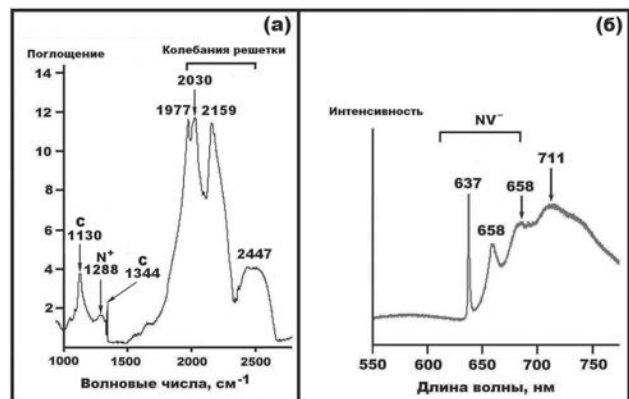 (а)
Поглощение
Колебания решетки
14
12
10
8
6
4
2
2030
1977
2159
2447
С
1130
N⁺
1288
С
1344
1000
1500
2000
2500
Волновые числа, см⁻¹
(б)
Интенсивность
NV⁻
637
658
658
711
550
600
650
700
750
Длина волны, нм